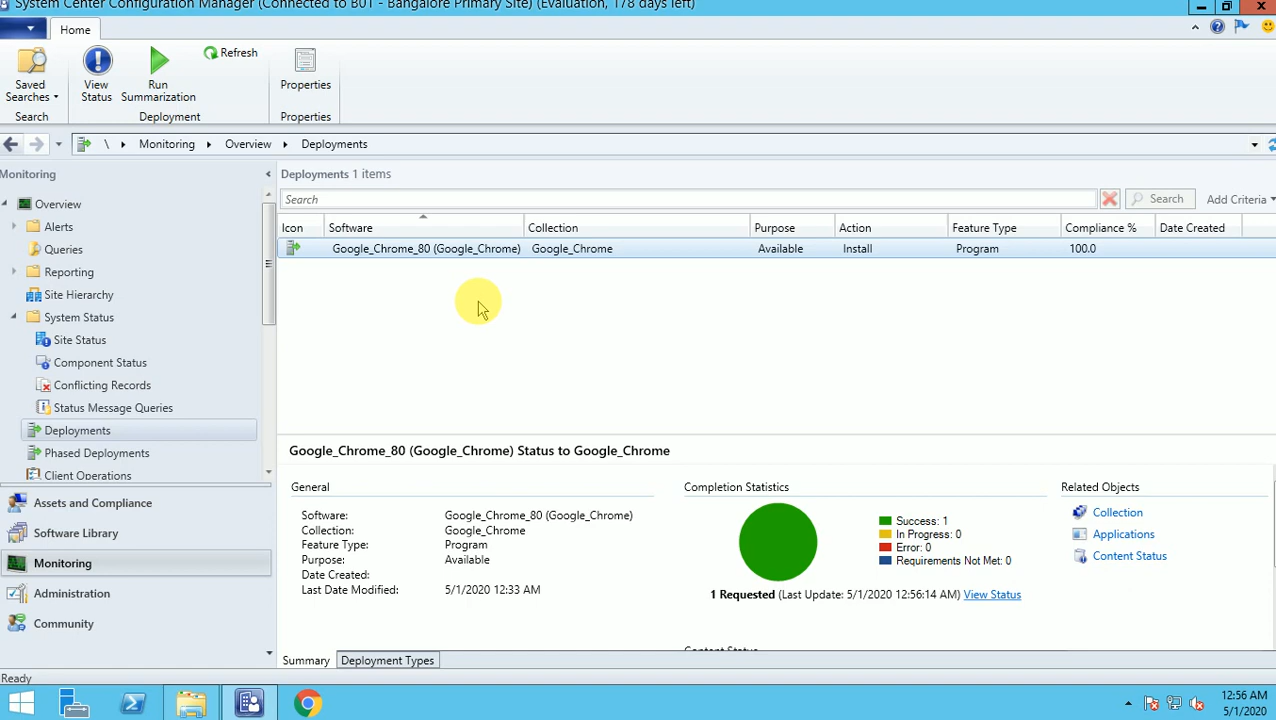 System Center Configuration Manager (Connected to B01 - Bangalore Primary Site) (Evaluation, 178 days left)
Home
Saved Searches
View Status
Run Summarization
Refresh
Properties
Search
Deployment
Properties
\ Monitoring Overview Deployments
Monitoring
Overview
Alerts
Queries
Reporting
Site Hierarchy
System Status
Site Status
Component Status
Conflicting Records
Status Message Queries
Deployments
Phased Deployments
Client Operations
Assets and Compliance
Software Library
Monitoring
Administration
Community
Deployments 1 items
Search
Search
Add Criteria
Icon Software Collection Purpose Action Feature Type Compliance % Date Created
Google_Chrome_80 (Google_Chrome) Google_Chrome Available Install Program 100.0
Google_Chrome_80 (Google_Chrome) Status to Google_Chrome
General
Software: Google_Chrome_80 (Google_Chrome)
Collection: Google_Chrome
Feature Type: Program
Purpose: Available
Date Created:
Last Date Modified: 5/1/2020 12:33 AM
Completion Statistics
Success: 1
In Progress: 0
Error: 0
Requirements Not Met: 0
1 Requested (Last Update: 5/1/2020 12:56:14 AM) View Status
Content Status
Related Objects
Collection
Applications
Content Status
Summary
Deployment Types
Ready
12:56 AM
5/1/2020